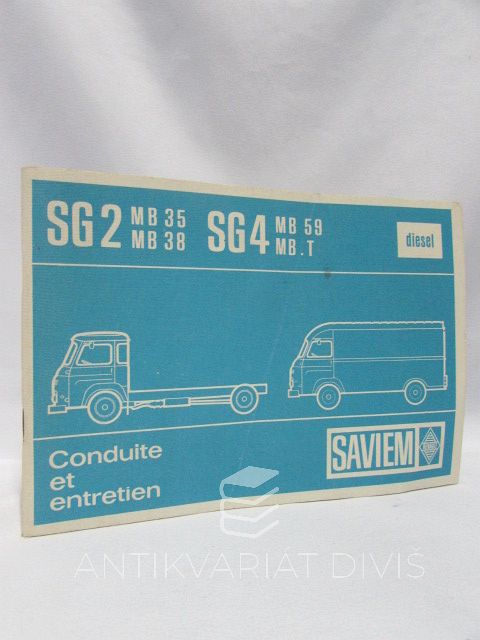 SG2 MB 35 SG4 MB 59
MB 38 MB.T
diesel
Conduite
et
entretien
SAVIEM
ANTIKVARIÁT DIVIŠ